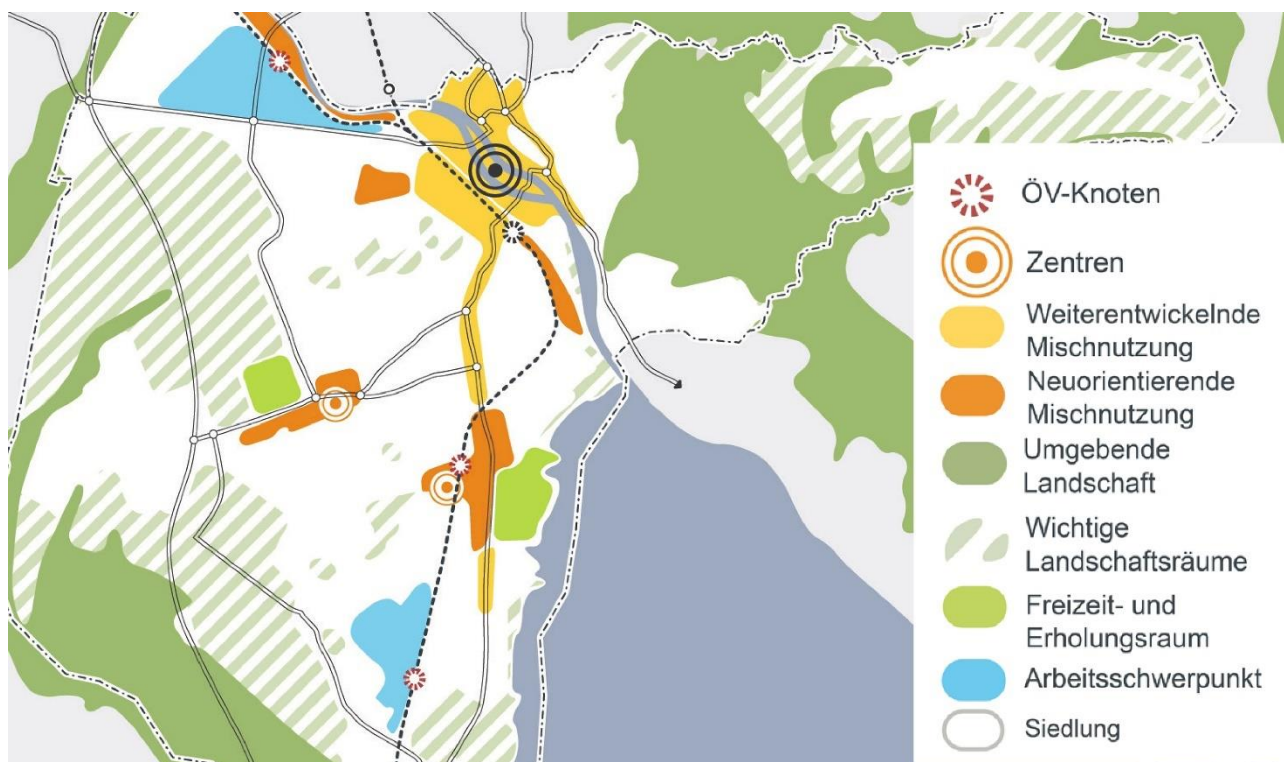 ÖV-Knoten
Zentren
Weiterentwickelnde
Mischnutzung
Neuorientierende
Mischnutzung
Umgebende
Landschaft
Wichtige
Landschaftsräume
Freizeit- und
Erholungsraum
Arbeitsschwerpunkt
Siedlung